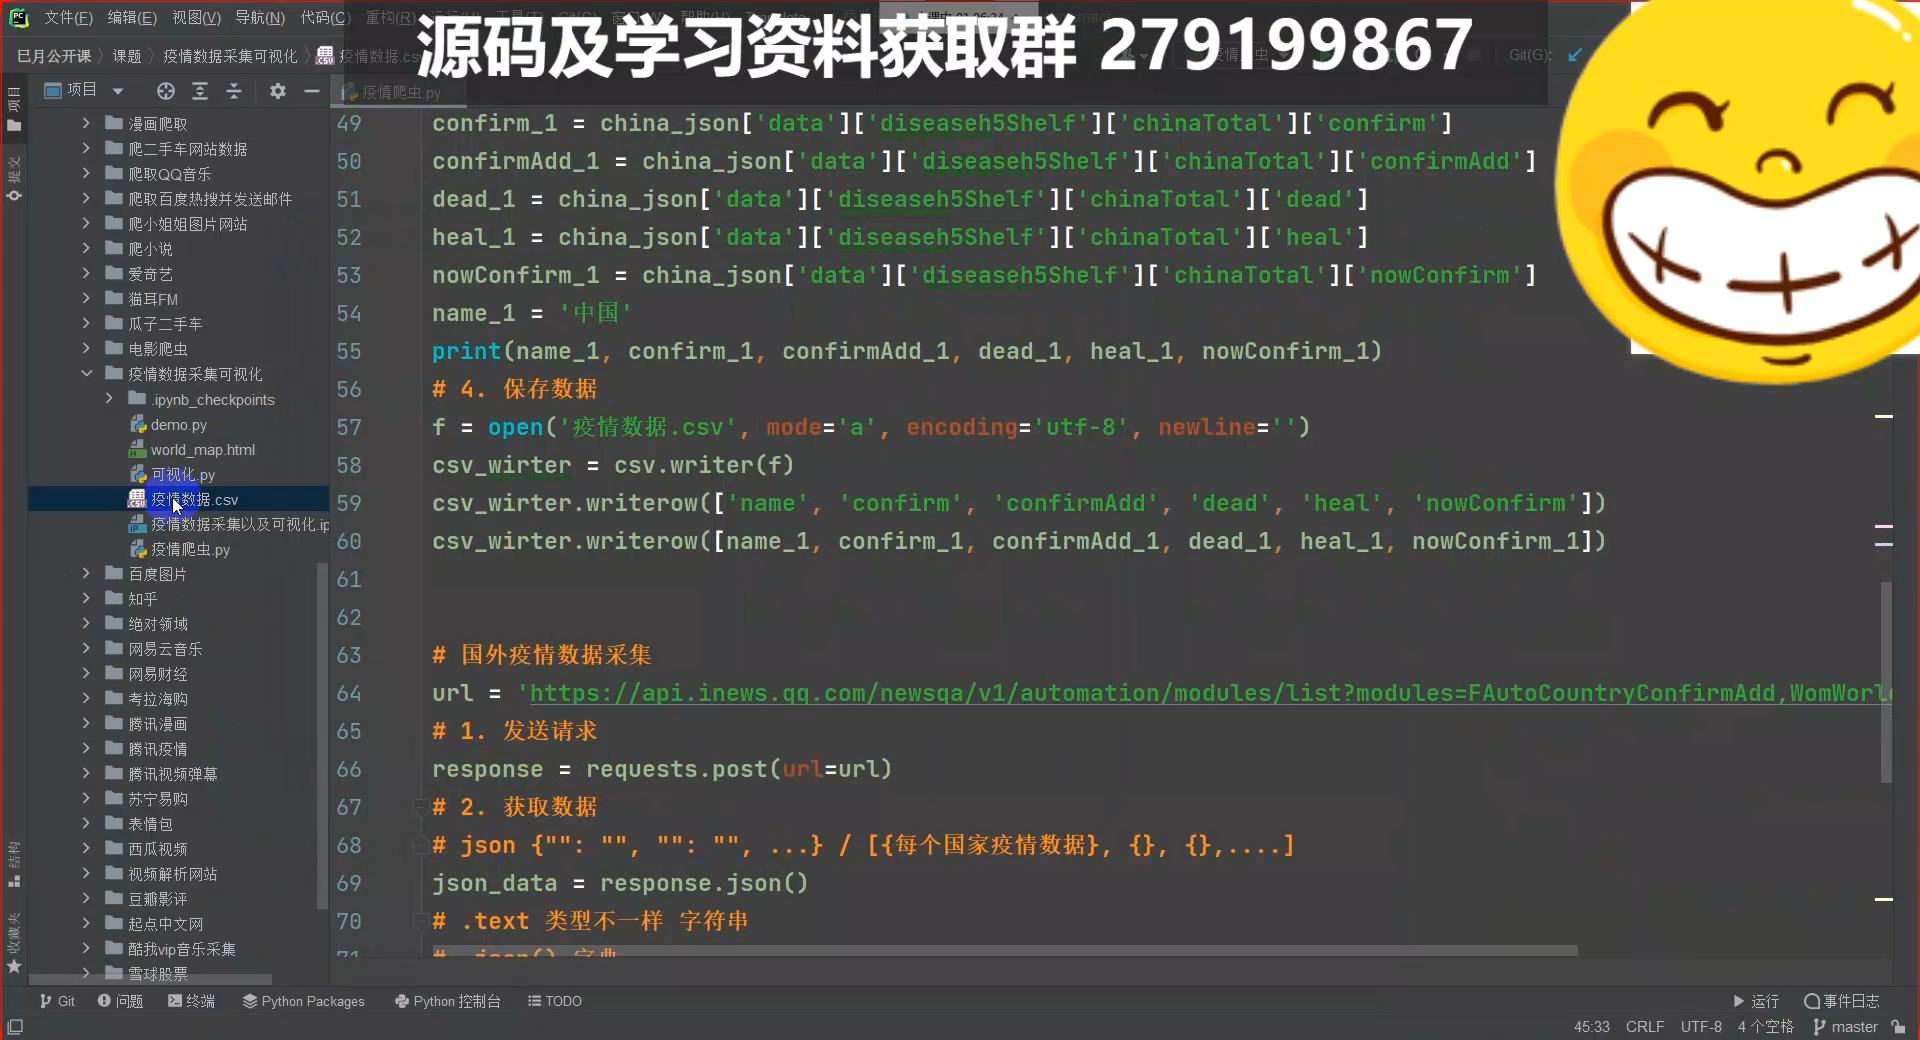 文件(F) 编辑(E) 视图(V) 导航(N) 代码(C) 重构(R)
源码及学习资料获取群 279199867
巳月公开课 〉 课题 〉 疫情数据采集可视化 〉 疫情数据.cs
Git(G):
项目
疫情爬虫.py
项目
提交
结构
收藏夹
漫画爬取
爬二手车网站数据
爬取QQ音乐
爬取百度热搜并发送邮件
爬小姐姐图片网站
爬小说
爱奇艺
猫耳FM
瓜子二手车
电影爬虫
疫情数据采集可视化
.ipynb_checkpoints
demo.py
world_map.html
可视化.py
疫情数据.csv
疫情数据采集以及可视化.ip
疫情爬虫.py
百度图片
知乎
绝对领域
网易云音乐
网易财经
考拉海购
腾讯漫画
腾讯疫情
腾讯视频弹幕
苏宁易购
表情包
西瓜视频
视频解析网站
豆瓣影评
起点中文网
酷我vip音乐采集
雪球股票
49 confirm_1 = china_json['data']['diseaseh5Shelf']['chinaTotal']['confirm']
50 confirmAdd_1 = china_json['data']['diseaseh5Shelf']['chinaTotal']['confirmAdd']
51 dead_1 = china_json['data']['diseaseh5Shelf']['chinaTotal']['dead']
52 heal_1 = china_json['data']['diseaseh5Shelf']['chinaTotal']['heal']
53 nowConfirm_1 = china_json['data']['diseaseh5Shelf']['chinaTotal']['nowConfirm']
54 name_1 = '中国'
55 print(name_1, confirm_1, confirmAdd_1, dead_1, heal_1, nowConfirm_1)
56 # 4. 保存数据
57 f = open('疫情数据.csv', mode='a', encoding='utf-8', newline='')
58 csv_wirter = csv.writer(f)
59 csv_wirter.writerow(['name', 'confirm', 'confirmAdd', 'dead', 'heal', 'nowConfirm'])
60 csv_wirter.writerow([name_1, confirm_1, confirmAdd_1, dead_1, heal_1, nowConfirm_1])
61
62
63 # 国外疫情数据采集
64 url = 'https://api.inews.qq.com/newsqa/v1/automation/modules/list?modules=FAutoCountryConfirmAdd,WomWorl
65 # 1. 发送请求
66 response = requests.post(url=url)
67 # 2. 获取数据
68 # json {"": "", "": "", ...} / [{每个国家疫情数据}, {}, {},....]
69 json_data = response.json()
70 # .text 类型不一样 字符串
71 # .json() 字典
Git 问题 终端 Python Packages Python 控制台 TODO 运行 事件日志
45:33 CRLF UTF-8 4 个空格 master